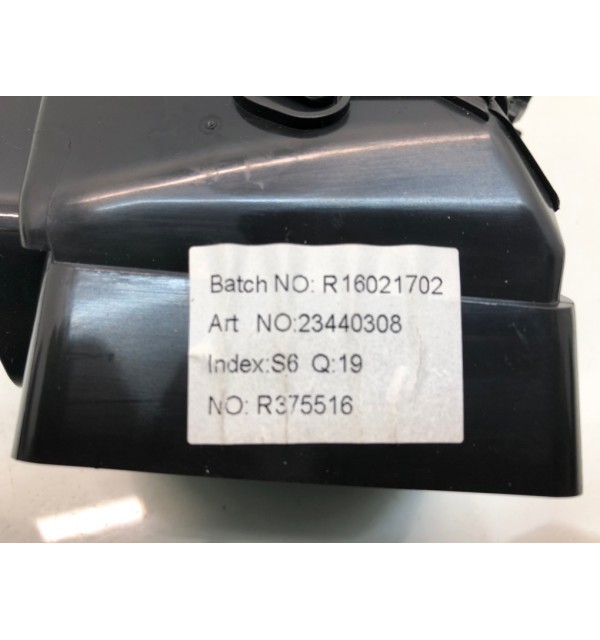 Batch NO: R16021702
Art NO:23440308
Index:S6 Q:19
NO: R375516